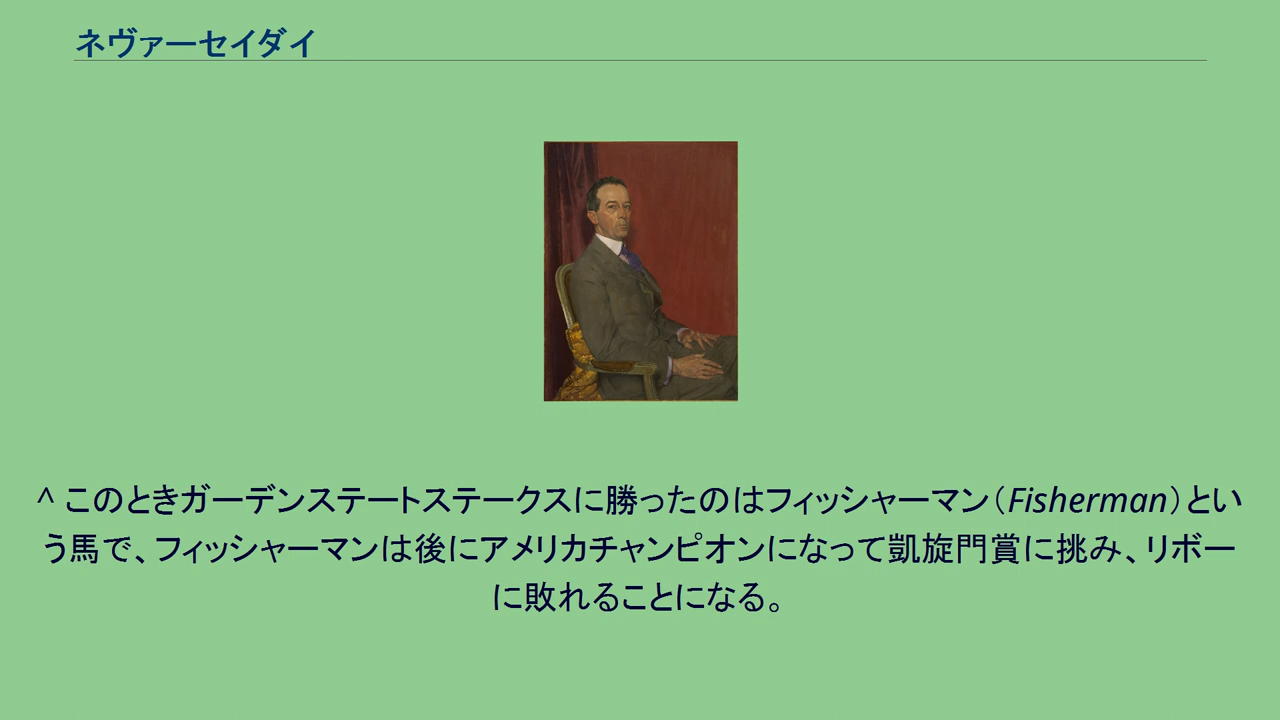 ネヴァーセイダイ
^ このときガーデンステートステークスに勝ったのはフィッシャーマン（Fisherman）とい
う馬で、フィッシャーマンは後にアメリカチャンピオンになって凱旋門賞に挑み、リボー
に敗れることになる。